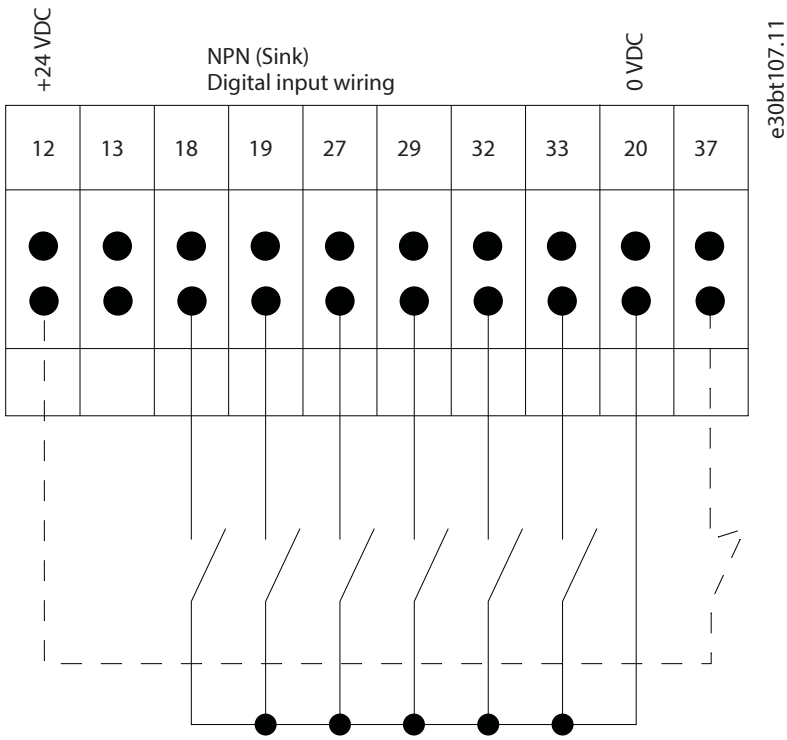 +24 VDC
NPN (Sink)
Digital input wiring
0 VDC
e30bt107.11
12 13 18 19 27 29 32 33 20 37